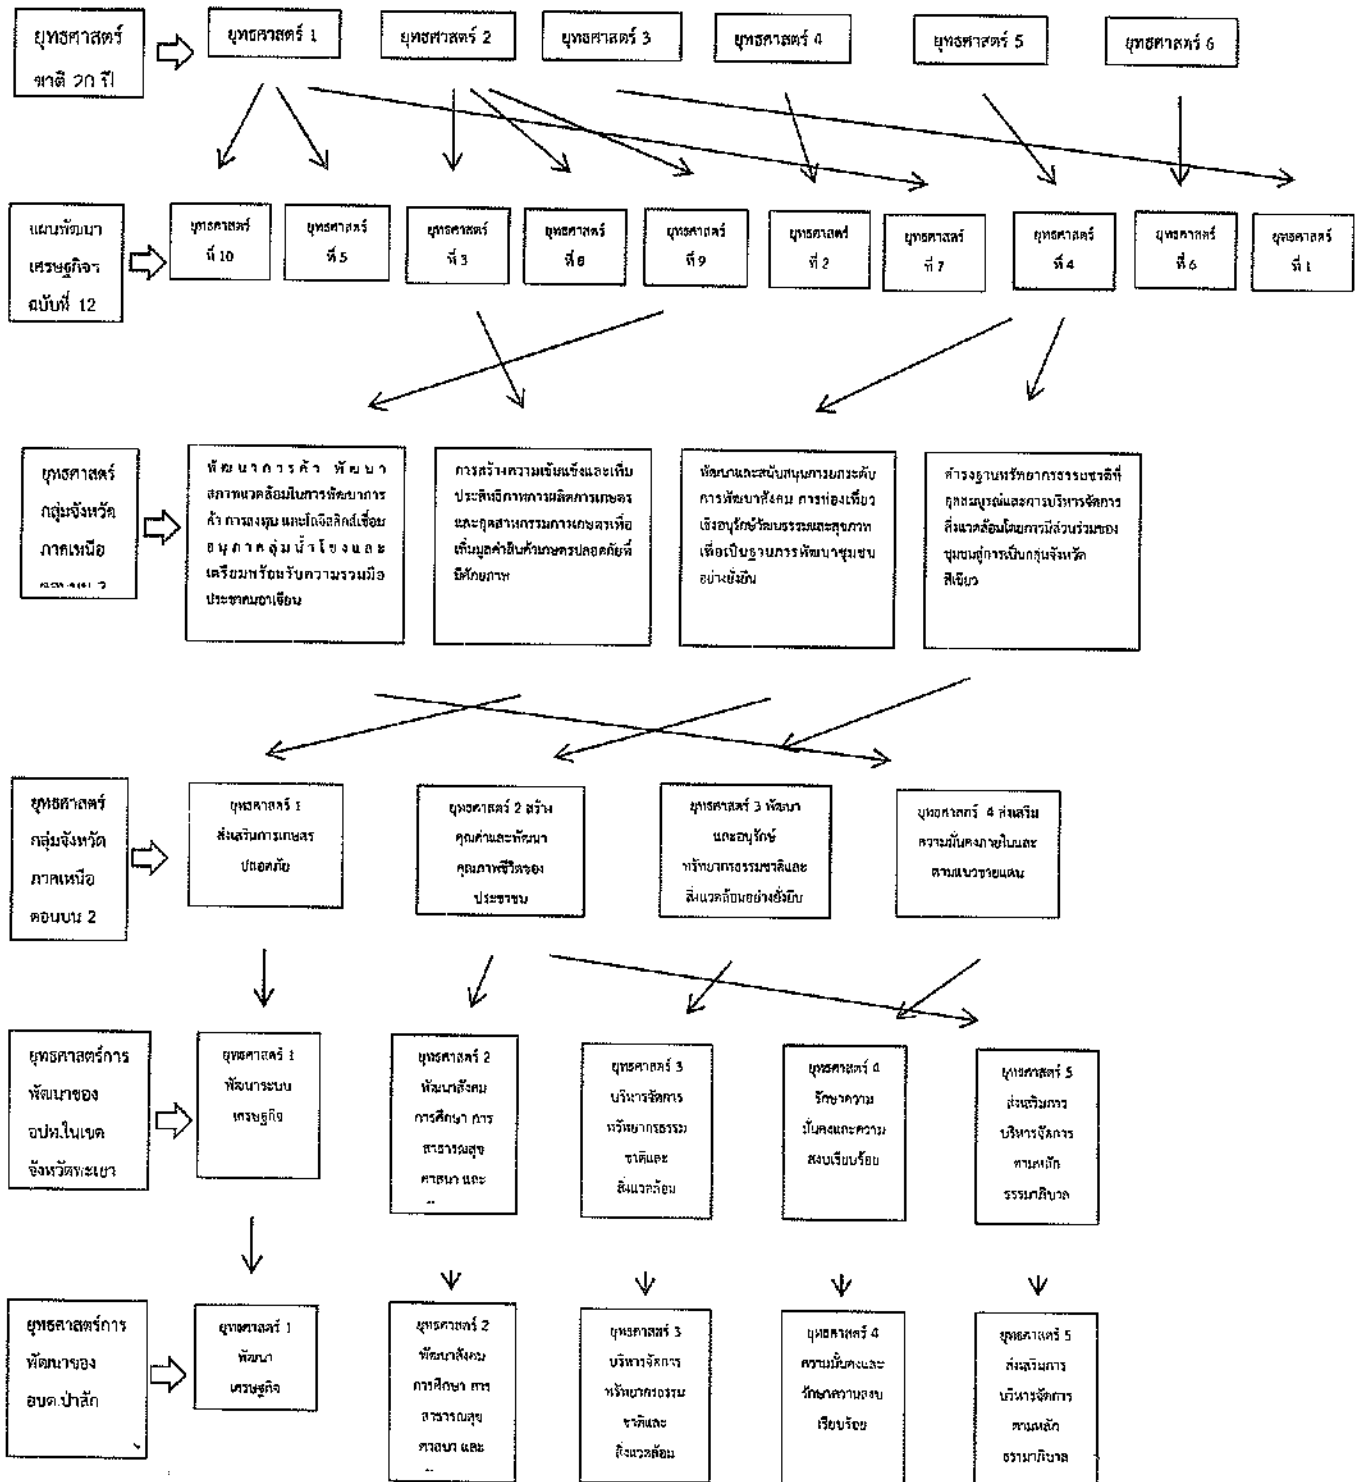 ยุทธศาสตร์
ชาติ 20 ปี
ยุทธศาสตร์ 1
ยุทธศาสตร์ 2
ยุทธศาสตร์ 3
ยุทธศาสตร์ 4
ยุทธศาสตร์ 5
ยุทธศาสตร์ 6
แผนพัฒนา
เศรษฐกิจฯ
ฉบับที่ 12
ยุทธศาสตร์
ที่ 10
ยุทธศาสตร์
ที่ 5
ยุทธศาสตร์
ที่ 3
ยุทธศาสตร์
ที่ 8
ยุทธศาสตร์
ที่ 9
ยุทธศาสตร์
ที่ 2
ยุทธศาสตร์
ที่ 7
ยุทธศาสตร์
ที่ 4
ยุทธศาสตร์
ที่ 6
ยุทธศาสตร์
ที่ 1
ยุทธศาสตร์
กลุ่มจังหวัด
ภาคเหนือ
พัฒนาการค้า พัฒนา
สภาพแวดล้อมในการพัฒนาการ
ค้า การลงทุน และโลจิสติกส์เชื่อม
อนุภาคลุ่มน้ำโขงและ
เตรียมพร้อมรับความร่วมมือ
ประชาคมอาเซียน
การสร้างความเข้มแข็งและเพิ่ม
ประสิทธิภาพการผลิตการเกษตร
และอุตสาหกรรมการเกษตรเพื่อ
เพิ่มมูลค่าสินค้าเกษตรปลอดภัยที่
มีศักยภาพ
พัฒนาและสนับสนุนการยกระดับ
การพัฒนาสังคม การท่องเที่ยว
เชิงอนุรักษ์วัฒนธรรมและสุขภาพ
เพื่อเป็นฐานการพัฒนาชุมชน
อย่างยั่งยืน
ดำรงฐานทรัพยากรธรรมชาติที่
อุดมสมบูรณ์และการบริหารจัดการ
สิ่งแวดล้อมโดยการมีส่วนร่วมของ
ชุมชนสู่การเป็นกลุ่มจังหวัด
สีเขียว
ยุทธศาสตร์
กลุ่มจังหวัด
ภาคเหนือ
ตอนบน 2
ยุทธศาสตร์ 1
ส่งเสริมการเกษตร
ปลอดภัย
ยุทธศาสตร์ 2 สร้าง
คุณค่าและพัฒนา
คุณภาพชีวิตของ
ประชาชน
ยุทธศาสตร์ 3 พัฒนา
และอนุรักษ์
ทรัพยากรธรรมชาติและ
สิ่งแวดล้อมอย่างยั่งยืน
ยุทธศาสตร์ 4 ส่งเสริม
ความมั่นคงภายในและ
ตามแนวชายแดน
ยุทธศาสตร์การ
พัฒนาของ
อปท.ในเขต
จังหวัดพะเยา
ยุทธศาสตร์ 1
พัฒนาระบบ
เศรษฐกิจ
ยุทธศาสตร์ 2
พัฒนาสังคม
การศึกษา การ
สาธารณสุข
ศาสนา และ
ยุทธศาสตร์ 3
บริหารจัดการ
ทรัพยากรธรรม
ชาติและ
สิ่งแวดล้อม
ยุทธศาสตร์ 4
รักษาความ
มั่นคงและความ
สงบเรียบร้อย
ยุทธศาสตร์ 5
ส่งเสริมการ
บริหารจัดการ
ตามหลัก
ธรรมาภิบาล
ยุทธศาสตร์การ
พัฒนาของ
อบต.ป่าสัก
ยุทธศาสตร์ 1
พัฒนา
เศรษฐกิจ
ยุทธศาสตร์ 2
พัฒนาสังคม
การศึกษา การ
สาธารณสุข
ศาสนา และ
ยุทธศาสตร์ 3
บริหารจัดการ
ทรัพยากรธรรม
ชาติและ
สิ่งแวดล้อม
ยุทธศาสตร์ 4
ความมั่นคงและ
รักษาความสงบ
เรียบร้อย
ยุทธศาสตร์ 5
ส่งเสริมการ
บริหารจัดการ
ตามหลัก
ธรรมาภิบาล